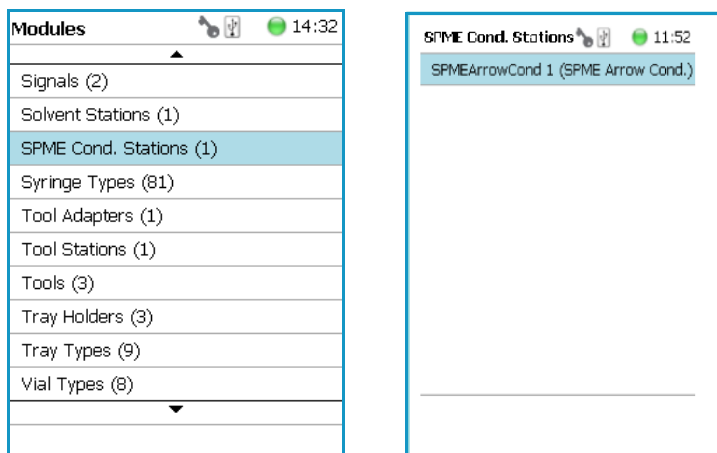 Modules 14:32
Signals (2)
Solvent Stations (1)
SPME Cond. Stations (1)
Syringe Types (81)
Tool Adapters (1)
Tool Stations (1)
Tools (3)
Tray Holders (3)
Tray Types (9)
Vial Types (8)
SPME Cond. Stations 11:52
SPMEArrowCond 1 (SPME Arrow Cond.)